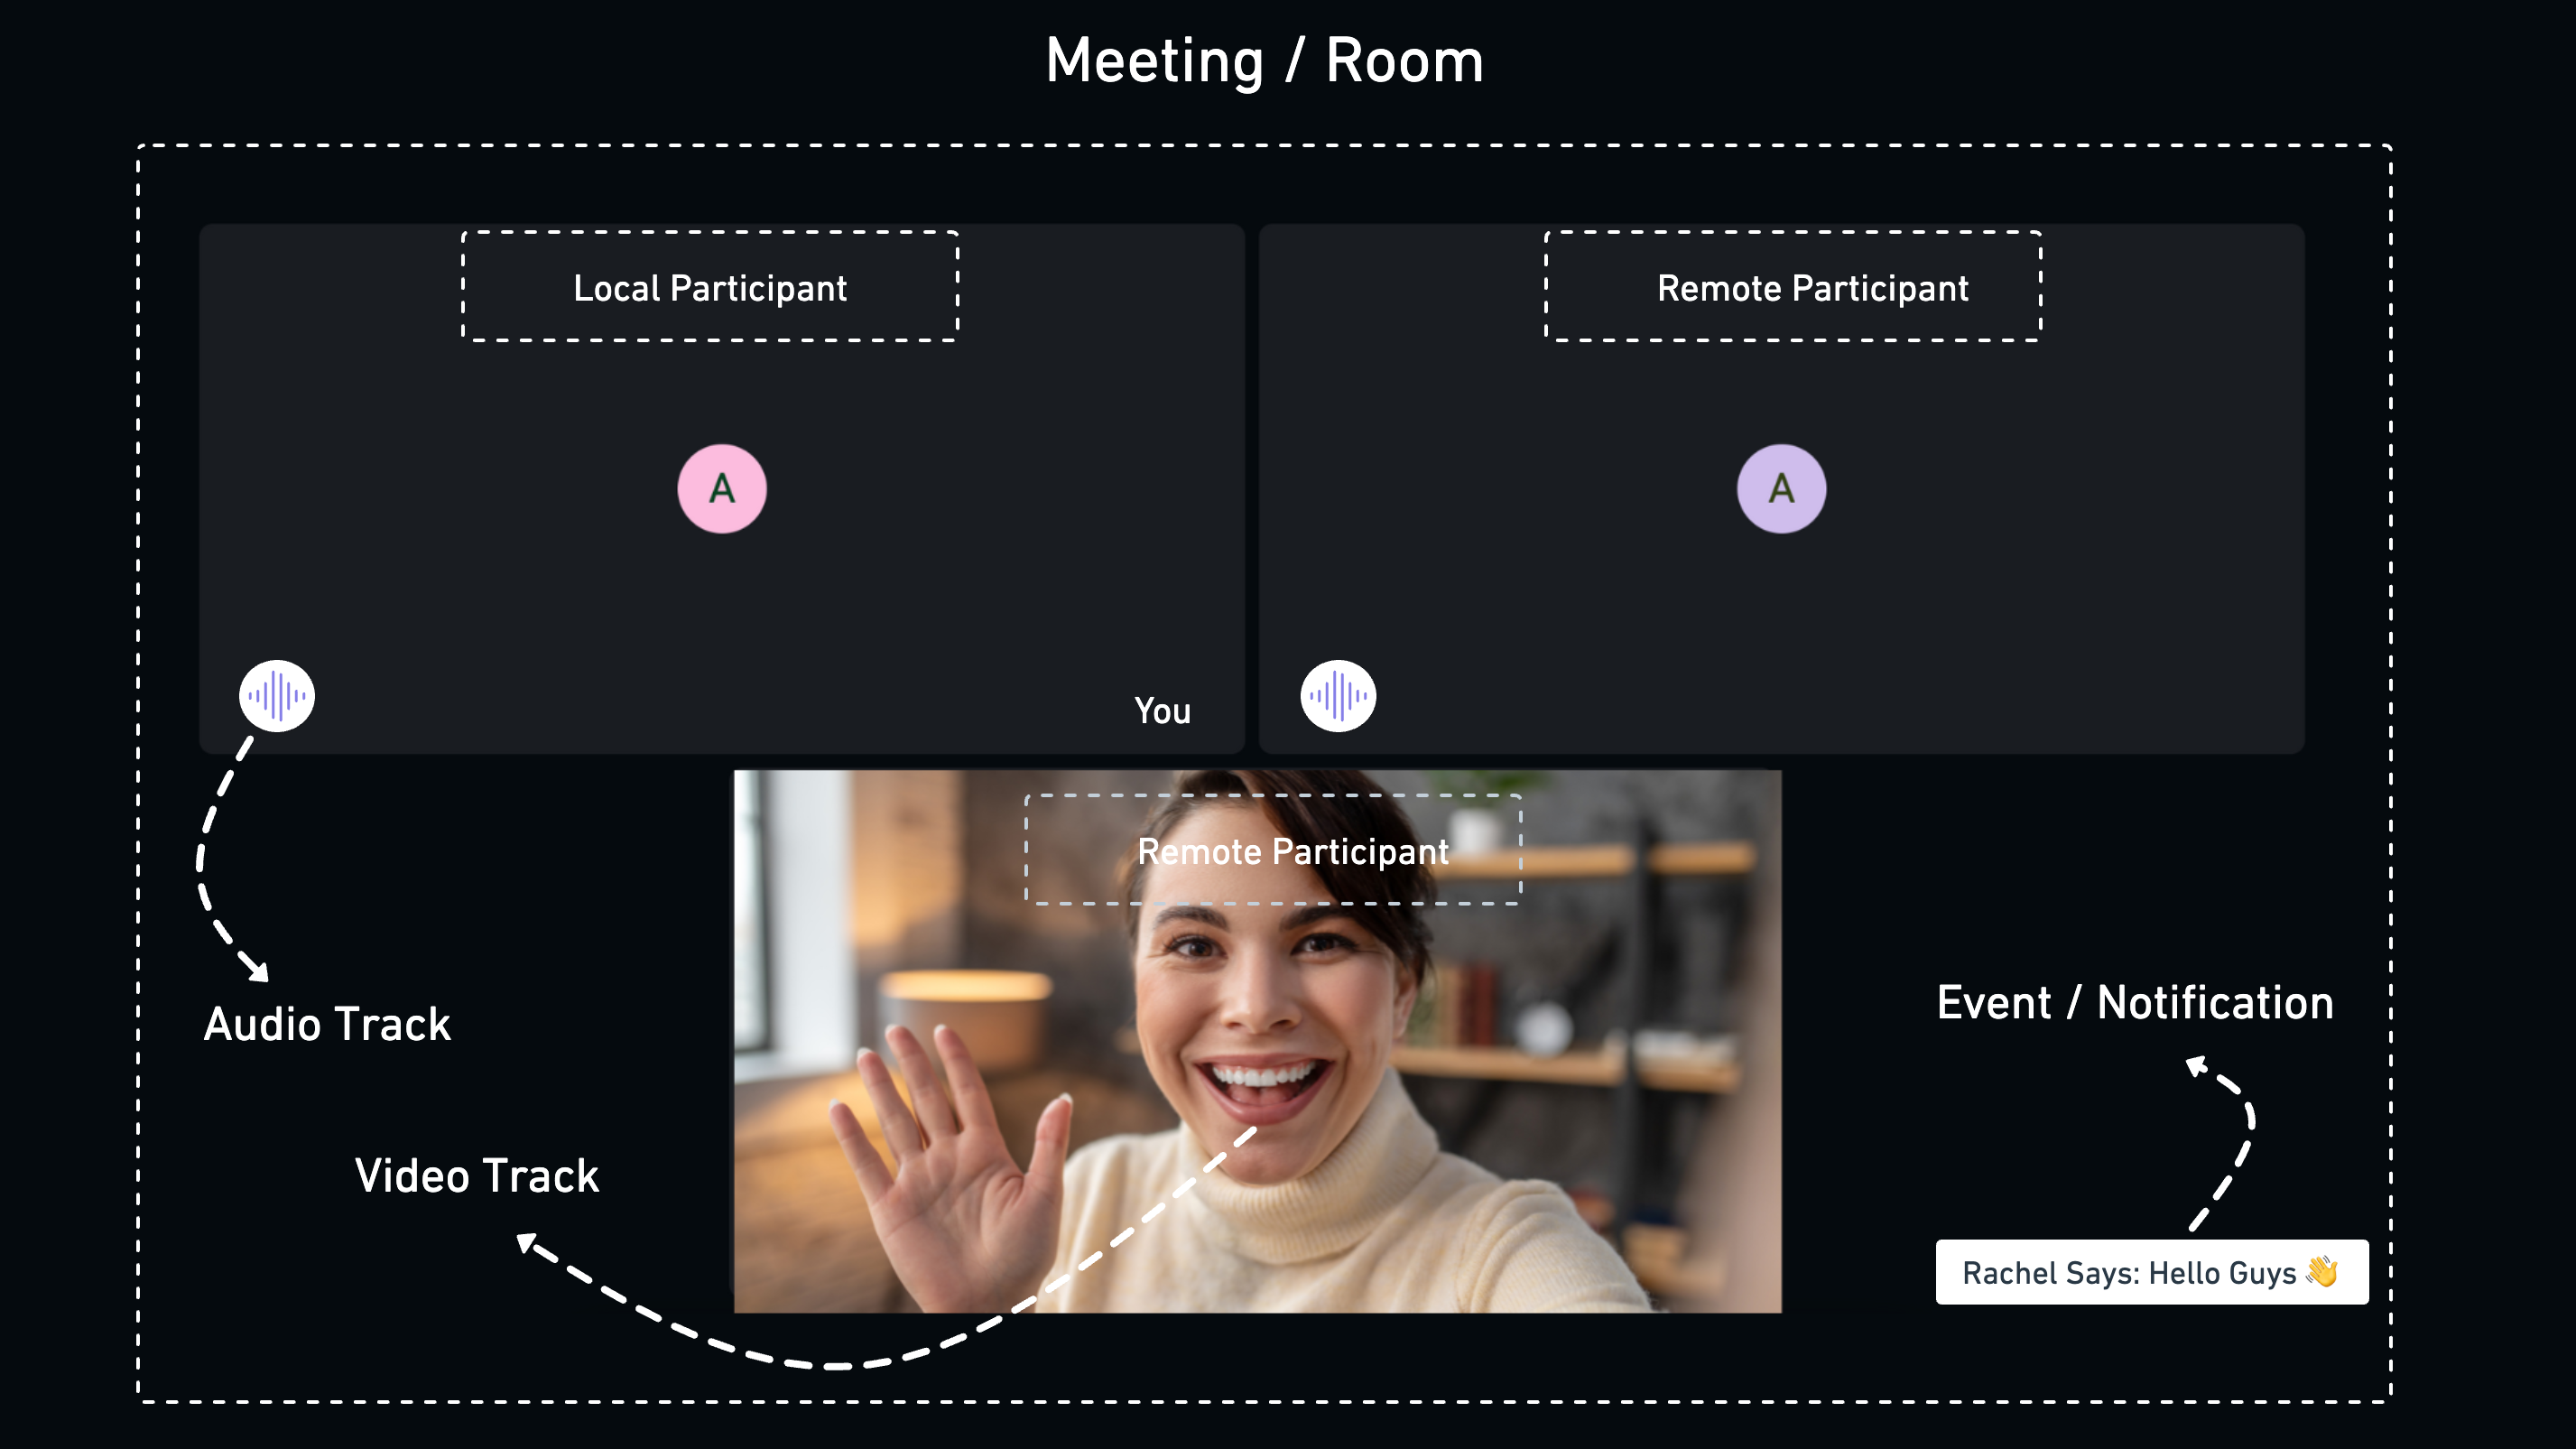 Meeting / Room
Local Participant
Remote Participant
A
A
You
Remote Participant
Audio Track
Event / Notification
Video Track
Rachel Says: Hello Guys 👋